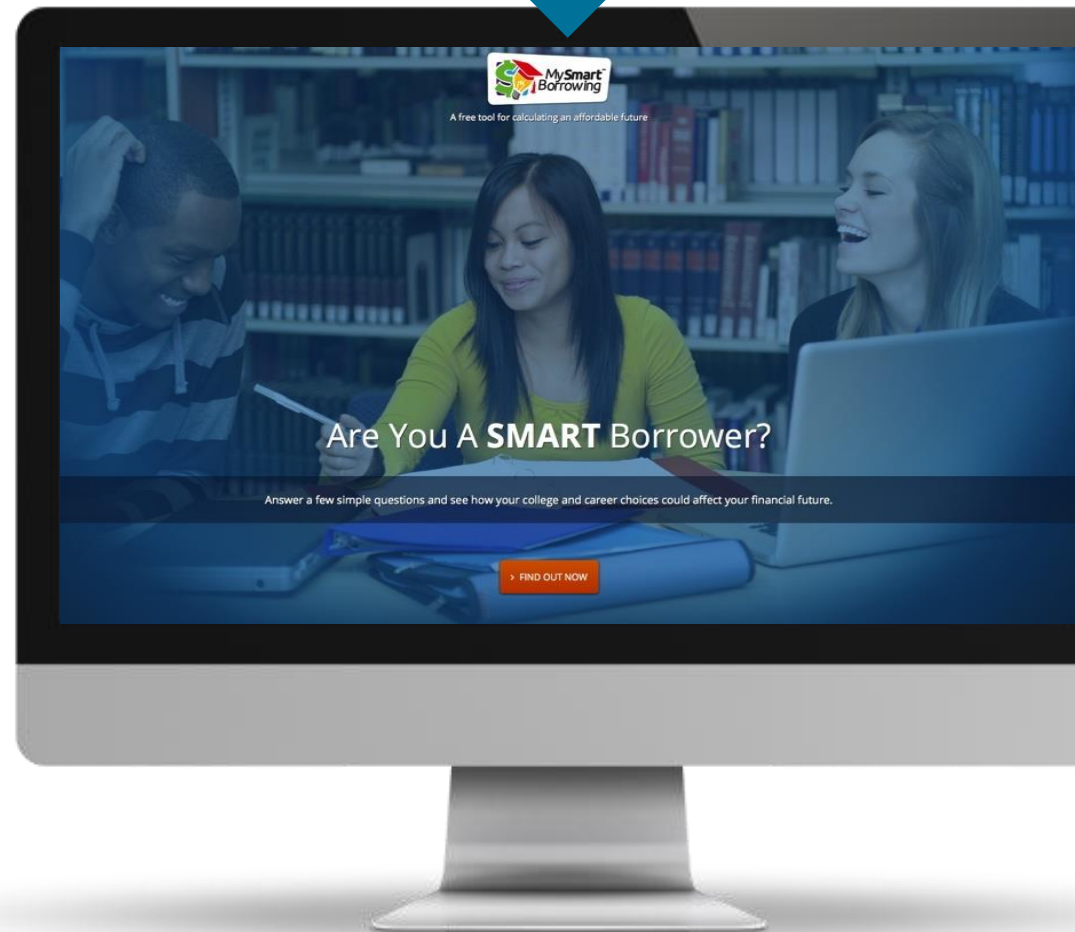 MySmart™
Borrowing
A free tool for calculating an affordable future
Are You A SMART Borrower?
Answer a few simple questions and see how your college and career choices could affect your financial future.
> FIND OUT NOW